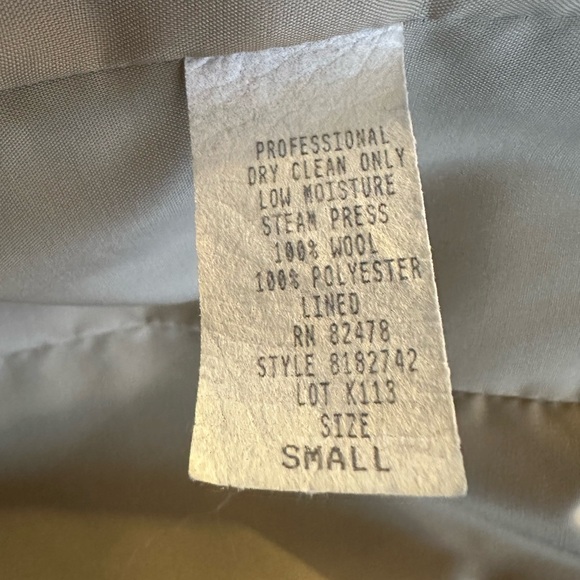 PROFESSIONAL
DRY CLEAN ONLY
LOW MOISTURE
STEAM PRESS
100% WOOL
100% POLYESTER
LINED
RN 82478
STYLE 8182742
LOT K113
SIZE
SMALL